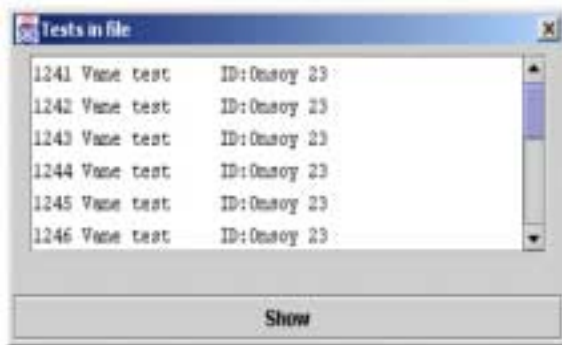 Tests in file
1241 Vane test ID:Onsoy 23
1242 Vane test ID:Onsoy 23
1243 Vane test ID:Onsoy 23
1244 Vane test ID:Onsoy 23
1245 Vane test ID:Onsoy 23
1246 Vane test ID:Onsoy 23
Show